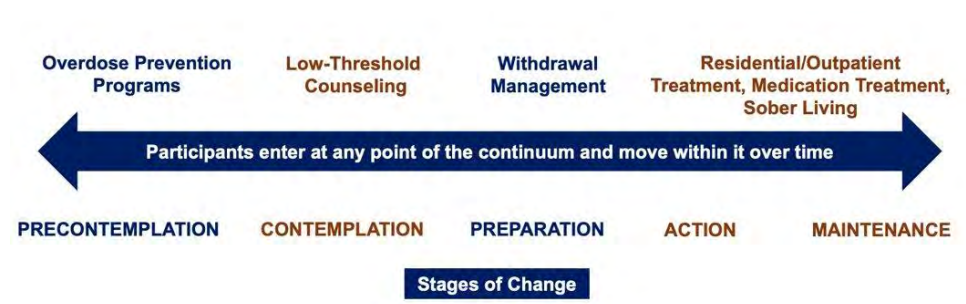 Overdose Prevention
Programs
Low-Threshold
Counseling
Withdrawal
Management
Residential/Outpatient
Treatment, Medication Treatment,
Sober Living
Participants enter at any point of the continuum and move within it over time
PRECONTEMPLATION
CONTEMPLATION
PREPARATION
ACTION
MAINTENANCE
Stages of Change